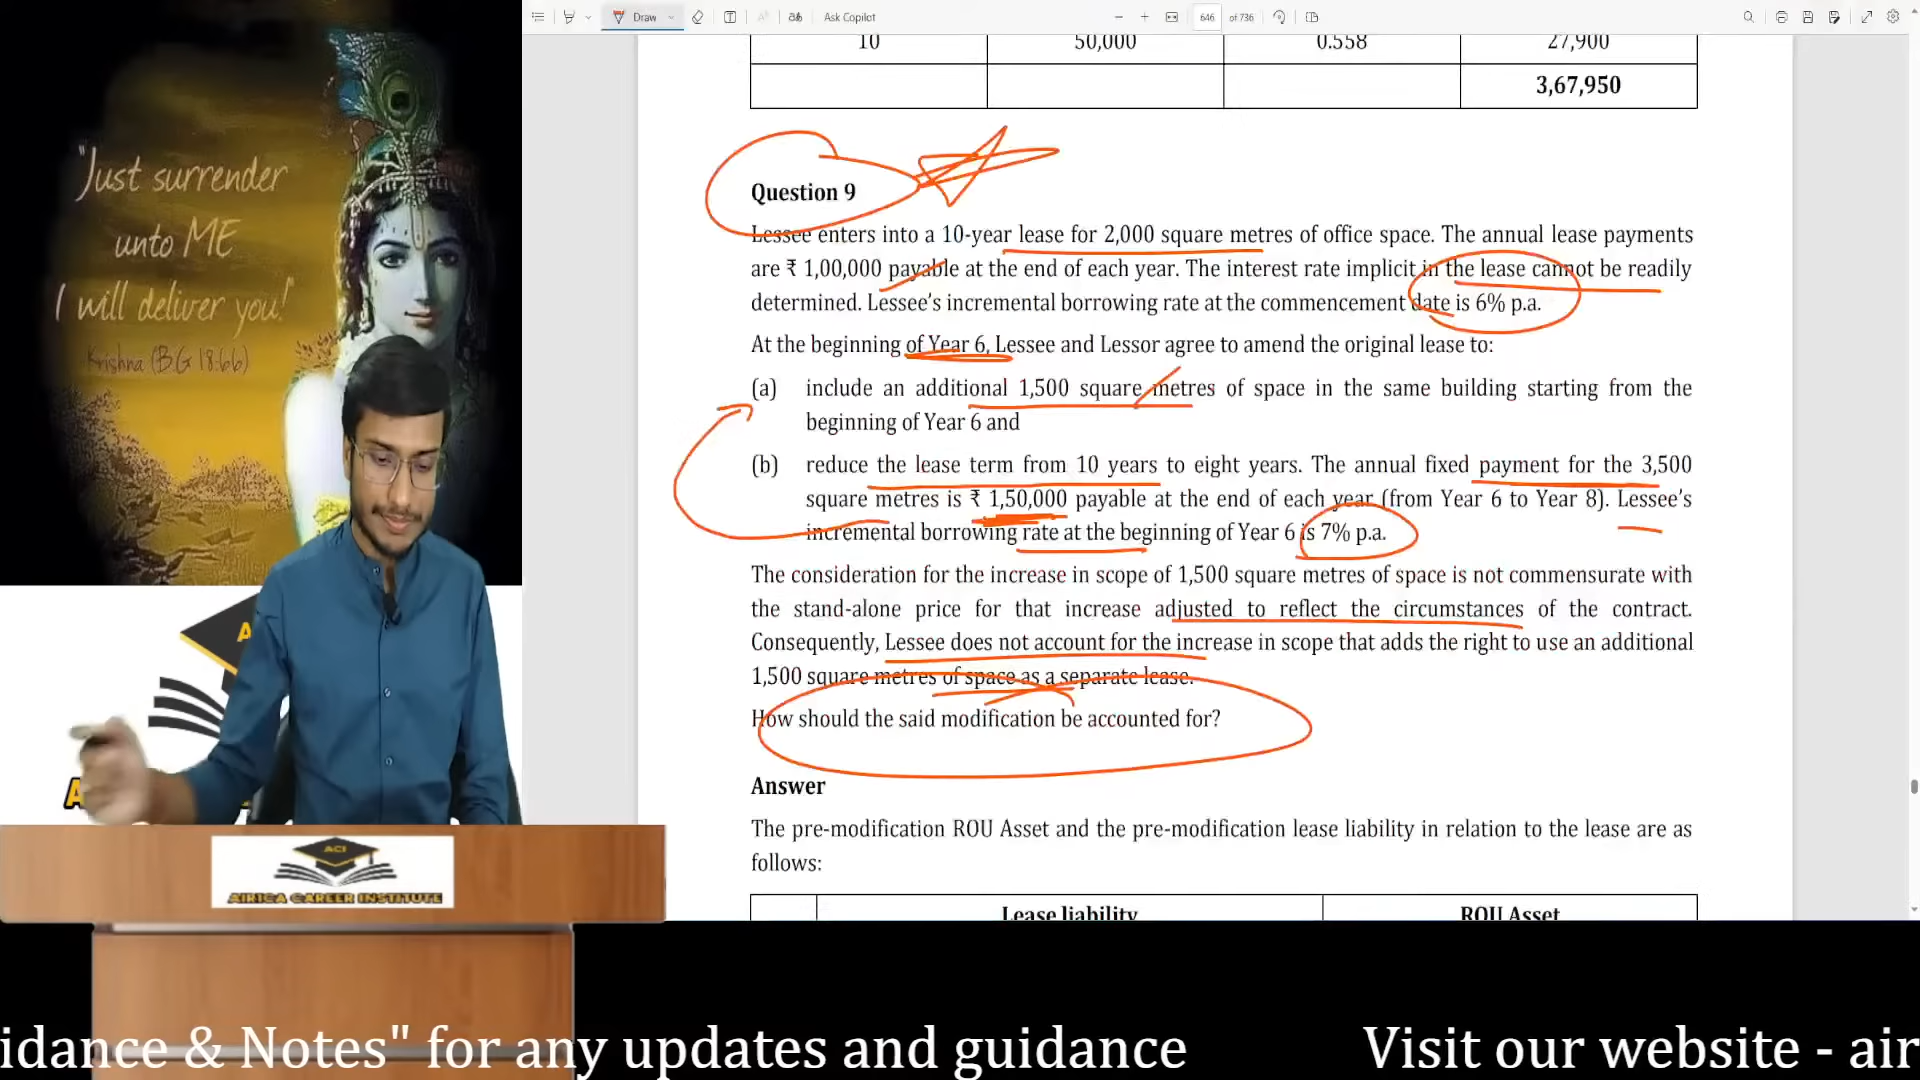 Draw
Ask Copilot
646 of 736
10 50,000 0.558 27,900
3,67,950
Question 9
Lessee enters into a 10-year lease for 2,000 square metres of office space. The annual lease payments
are ₹ 1,00,000 payable at the end of each year. The interest rate implicit in the lease cannot be readily
determined. Lessee's incremental borrowing rate at the commencement date is 6% p.a.
At the beginning of Year 6, Lessee and Lessor agree to amend the original lease to:
(a) include an additional 1,500 square metres of space in the same building starting from the
beginning of Year 6 and
(b) reduce the lease term from 10 years to eight years. The annual fixed payment for the 3,500
square metres is ₹ 1,50,000 payable at the end of each year (from Year 6 to Year 8). Lessee's
incremental borrowing rate at the beginning of Year 6 is 7% p.a.
The consideration for the increase in scope of 1,500 square metres of space is not commensurate with
the stand-alone price for that increase adjusted to reflect the circumstances of the contract.
Consequently, Lessee does not account for the increase in scope that adds the right to use an additional
1,500 square metres of space as a separate lease.
How should the said modification be accounted for?
Answer
The pre-modification ROU Asset and the pre-modification lease liability in relation to the lease are as
follows:
Lease liability ROU Asset
"Just surrender
unto ME
I will deliver you!"
Krishna (B.G 18:66)
ACI
AIRICA CAREER INSTITUTE
idance & Notes" for any updates and guidance Visit our website - air